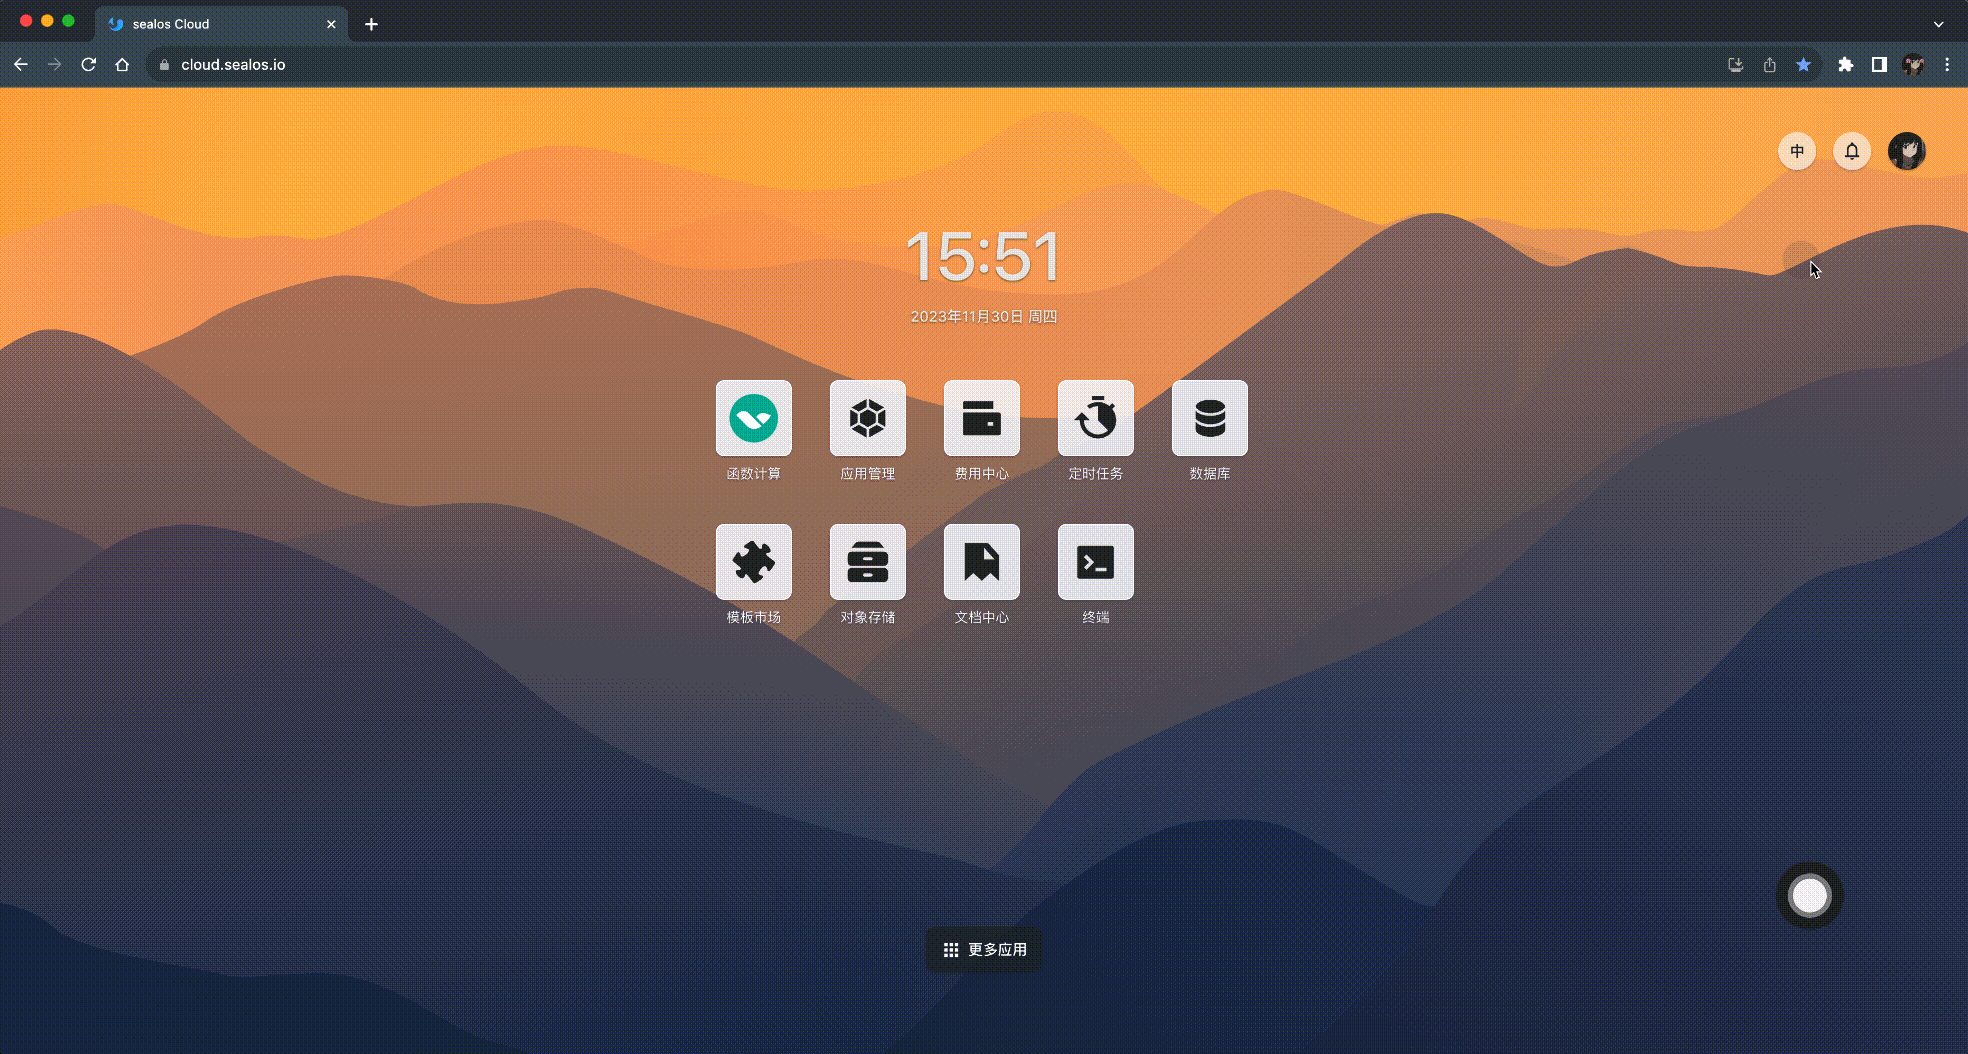 sealos Cloud
cloud.sealos.io
中
15:51
2023年11月30日 周四
函数计算
应用管理
费用中心
定时任务
数据库
模板市场
对象存储
文档中心
终端
更多应用